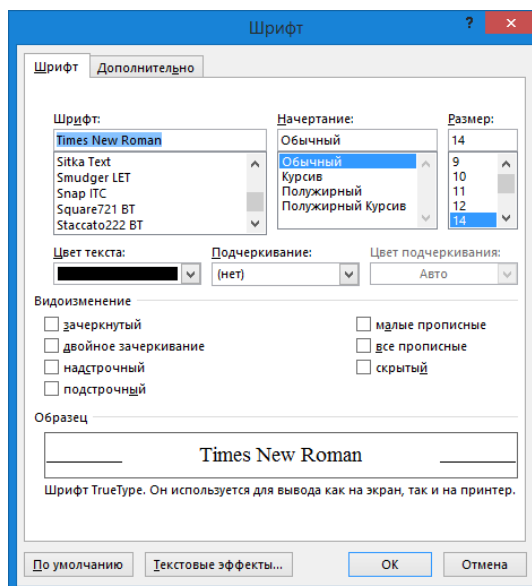 Шрифт
? ×
Шрифт Дополнительно
Шрифт: Начертание: Размер:
Times New Roman Обычный 14
Sitka Text Обычный 9
Smudger LET Курсив 10
Snap ITC Полужирный 11
Square721 BT Полужирный Курсив 12
Staccato222 BT 14
Цвет текста: Подчеркивание: Цвет подчеркивания:
(нет) Авто
Видоизменение
зачеркнутый малые прописные
двойное зачеркивание все прописные
надстрочный скрытый
подстрочный
Образец
Times New Roman
Шрифт TrueType. Он используется для вывода как на экран, так и на принтер.
По умолчанию Текстовые эффекты... ОК Отмена